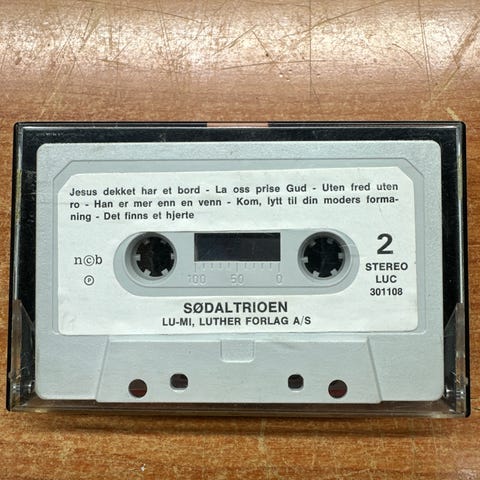 Jesus dekket har et bord - La oss prise Gud - Uten fred uten
ro - Han er mer enn en venn - Kom, lytt til din moders forma-
ning - Det finns et hjerte
n©b
℗
2
STEREO
LUC
301108
100 50 0
SØDALTRIOEN
LU-MI, LUTHER FORLAG A/S